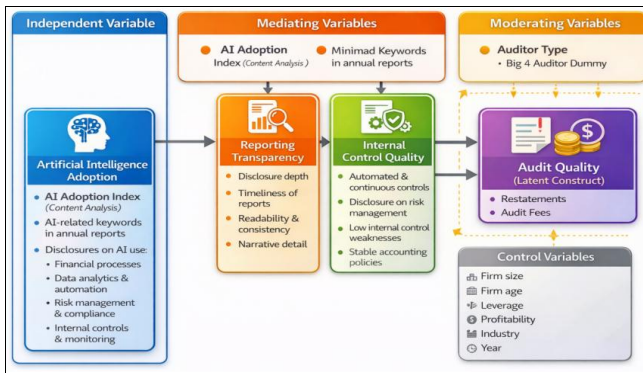 Independent Variable
Artificial Intelligence
Adoption
• AI Adoption Index
(Content Analysis)
• AI-related keywords
in annual reports
• Disclosures on AI use:
• Financial processes
• Data analytics &
automation
• Risk management
& compliance
• Internal controls
& monitoring
Mediating Variables
AI Adoption
Index (Content Analysis)
Minimad Keywords
in annual reports
Reporting
Transparency
• Disclosure depth
• Timeliness of
reports
• Readability &
consistency
• Narrative detail
Internal
Control Quality
• Automated &
continuous controls
• Disclosure on risk
management
• Low internal control
weaknesses
• Stable accounting
policies
Moderating Variables
Auditor Type
• Big 4 Auditor Dummy
$
Audit Quality
(Latent Construct)
• Restatements
• Audit Fees
Control Variables
Firm size
Firm age
Leverage
Profitability
Industry
Year